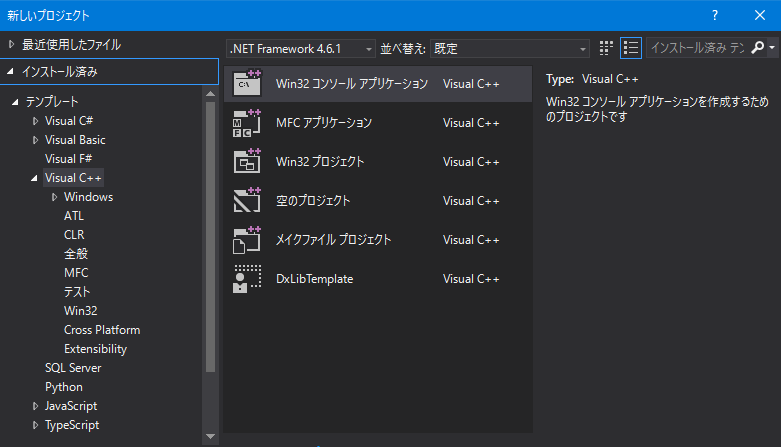 新しいプロジェクト
?
最近使用したファイル
.NET Framework 4.6.1
並べ替え: 既定
インストール済み テン
インストール済み
テンプレート
Visual C#
Visual Basic
Visual F#
Visual C++
Windows
ATL
CLR
全般
MFC
テスト
Win32
Cross Platform
Extensibility
SQL Server
Python
JavaScript
TypeScript
Win32 コンソール アプリケーション Visual C++
MFC アプリケーション Visual C++
Win32 プロジェクト Visual C++
空のプロジェクト Visual C++
メイクファイル プロジェクト Visual C++
DxLibTemplate Visual C++
Type: Visual C++
Win32 コンソール アプリケーションを作成するため
のプロジェクトです